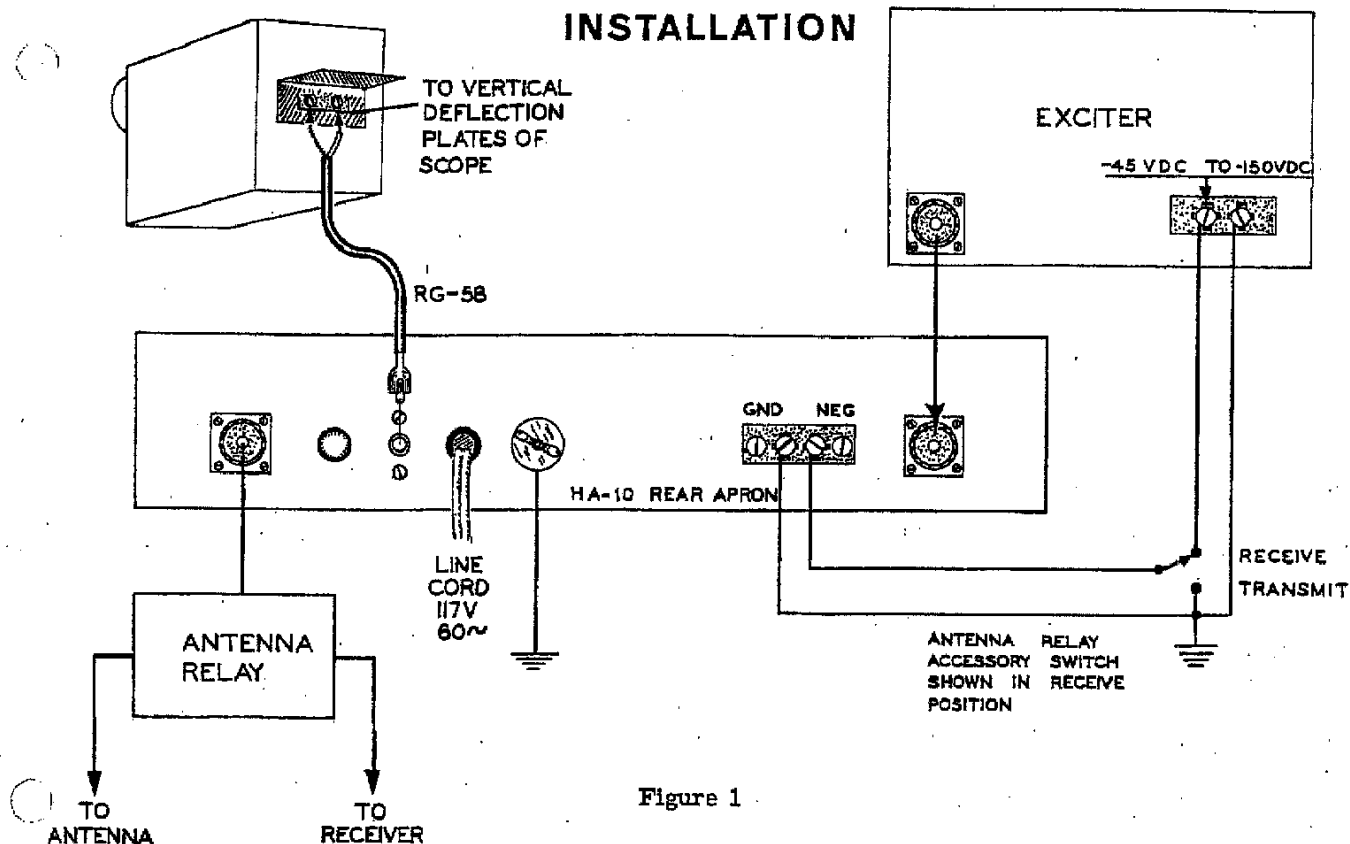 INSTALLATION
TO VERTICAL
DEFLECTION
PLATES OF
SCOPE
EXCITER
-45 VDC TO -150VDC
RG-58
GND NEG
HA-10 REAR APRON
LINE
CORD
117V
60~
RECEIVE
TRANSMIT
ANTENNA
RELAY
ANTENNA RELAY
ACCESSORY SWITCH
SHOWN IN RECEIVE
POSITION
TO
ANTENNA
TO
RECEIVER
Figure 1